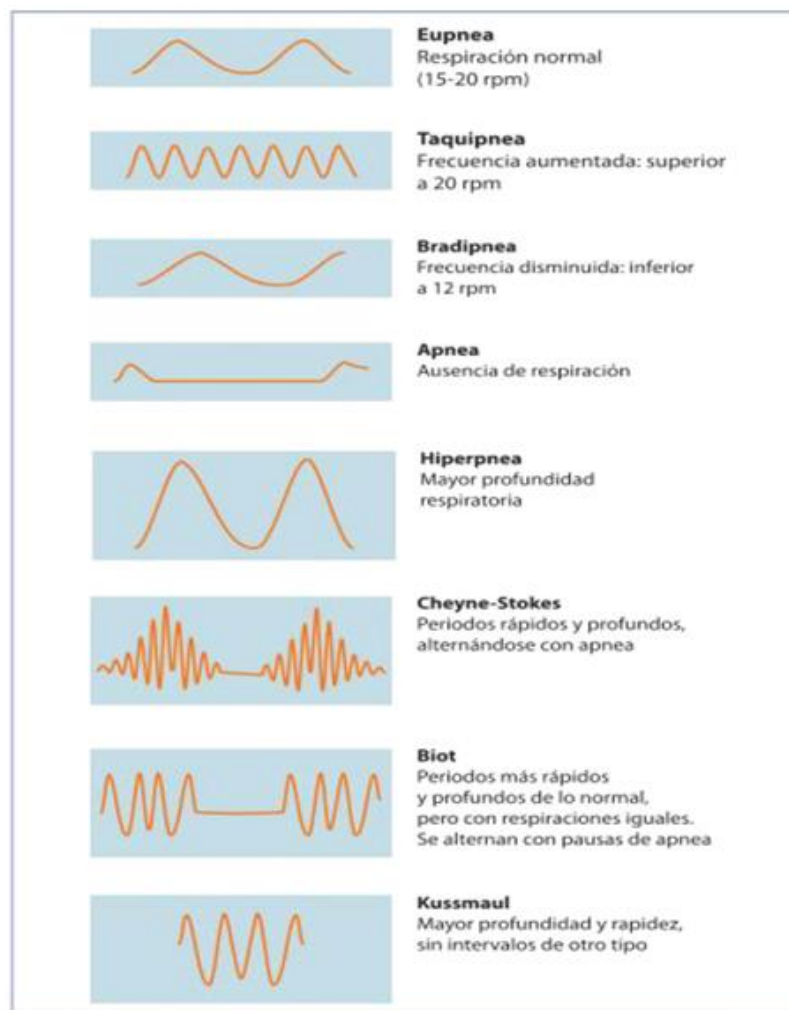 Eupnea
Respiración normal
(15-20 rpm)
Taquipnea
Frecuencia aumentada: superior
a 20 rpm
Bradipnea
Frecuencia disminuida: inferior
a 12 rpm
Apnea
Ausencia de respiración
Hiperpnea
Mayor profundidad
respiratoria
Cheyne-Stokes
Periodos rápidos y profundos,
alternándose con apnea
Biot
Periodos más rápidos
y profundos de lo normal,
pero con respiraciones iguales.
Se alternan con pausas de apnea
Kussmaul
Mayor profundidad y rapidez,
sin intervalos de otro tipo